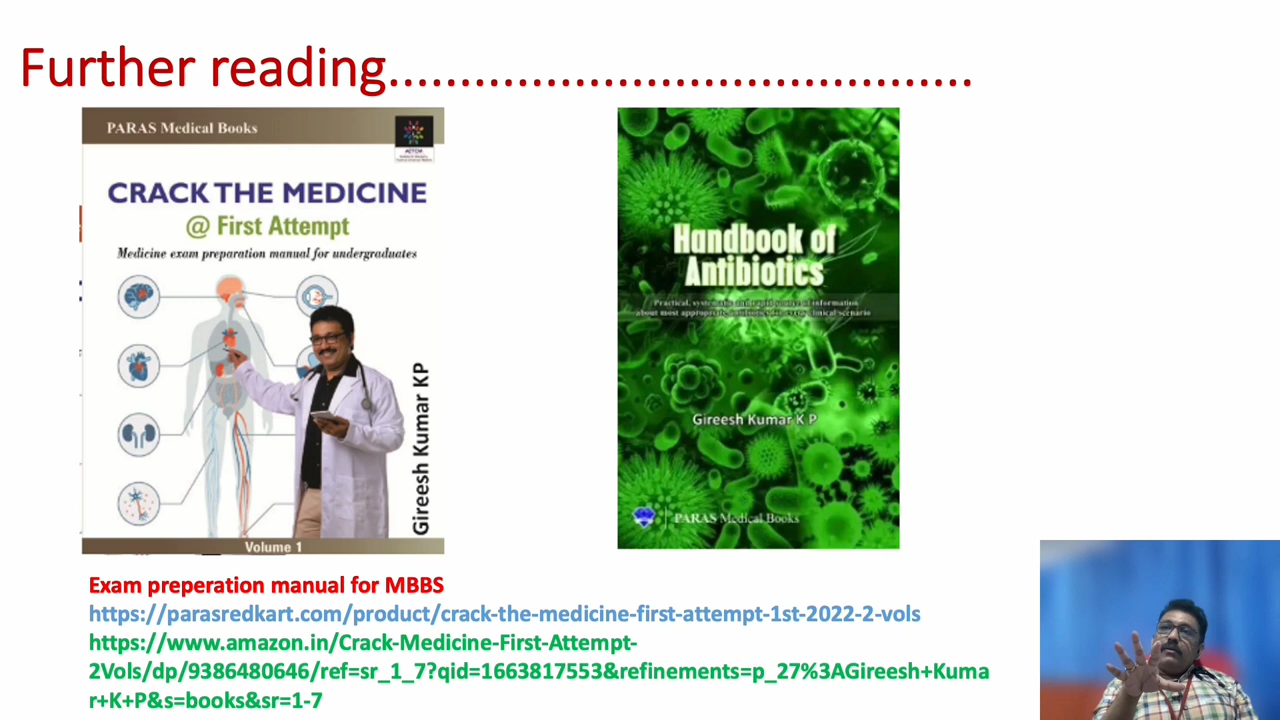 Further reading.........................................
PARAS Medical Books
CRACK THE MEDICINE
@ First Attempt
Medicine exam preparation manual for undergraduates
Gireesh Kumar KP
Volume 1
Handbook of
Antibiotics
Practical, systematic and rapid source of information
about most appropriate antibiotics for every clinical scenario
Gireesh Kumar K P
PARAS Medical Books
Exam preperation manual for MBBS
https://parasredkart.com/product/crack-the-medicine-first-attempt-1st-2022-2-vols
https://www.amazon.in/Crack-Medicine-First-Attempt-
2Vols/dp/9386480646/ref=sr_1_7?qid=1663817553&refinements=p_27%3AGireesh+Kuma
r+K+P&s=books&sr=1-7